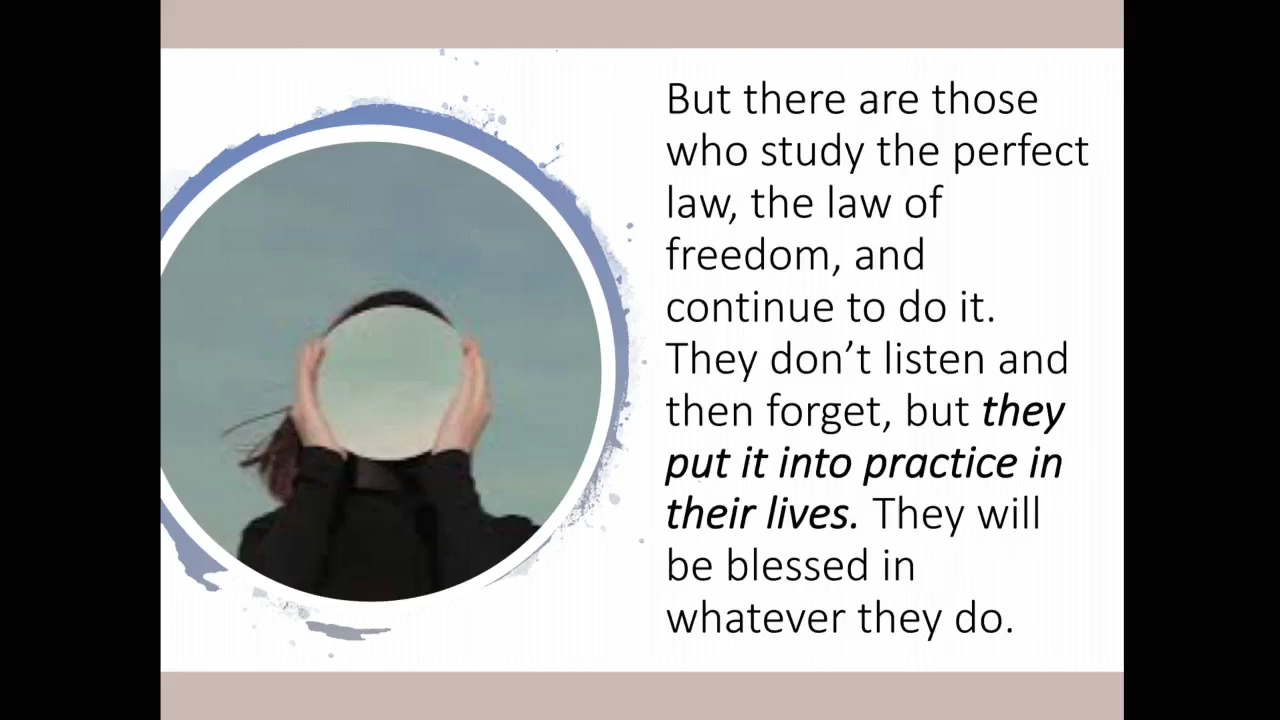 But there are those
who study the perfect
law, the law of
freedom, and
continue to do it.
They don’t listen and
then forget, but they
put it into practice in
their lives. They will
be blessed in
whatever they do.